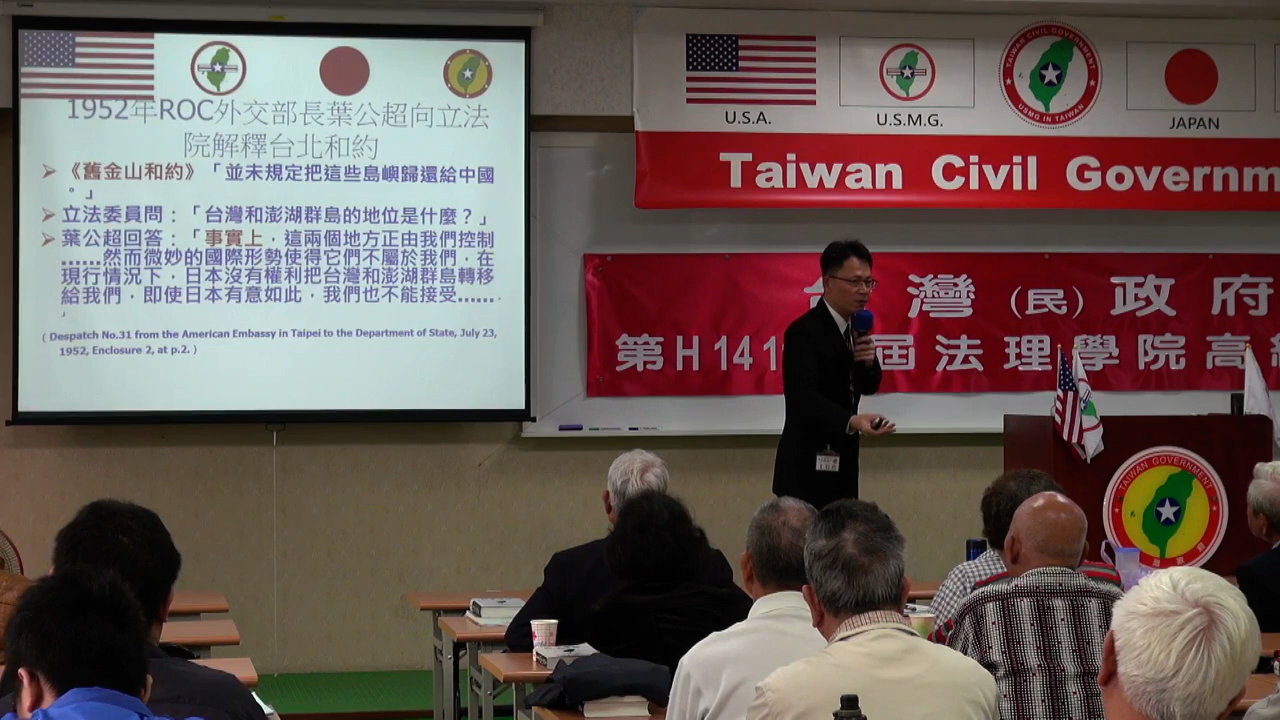 1952年ROC外交部長葉公超向立法
院解釋台北和約
《舊金山和約》「並未規定把這些島嶼歸還給中國
。」
立法委員問：「台灣和澎湖群島的地位是什麼？」
葉公超回答：「事實上，這兩個地方正由我們控制
……然而微妙的國際形勢使得它們不屬於我們，在
現行情況下，日本沒有權利把台灣和澎湖群島轉移
給我們，即使日本有意如此，我們也不能接受……．
」
( Despatch No.31 from the American Embassy in Taipei to the Department of State, July 23,
1952, Enclosure 2, at p.2. )
U.S.A.
U.S.M.G.
TAIWAN CIVIL GOVERNMENT
USMG IN TAIWAN
JAPAN
Taiwan Civil Governm
灣（民）政府
第H141 屆法理學院高
TAIWAN GOVERNMENT